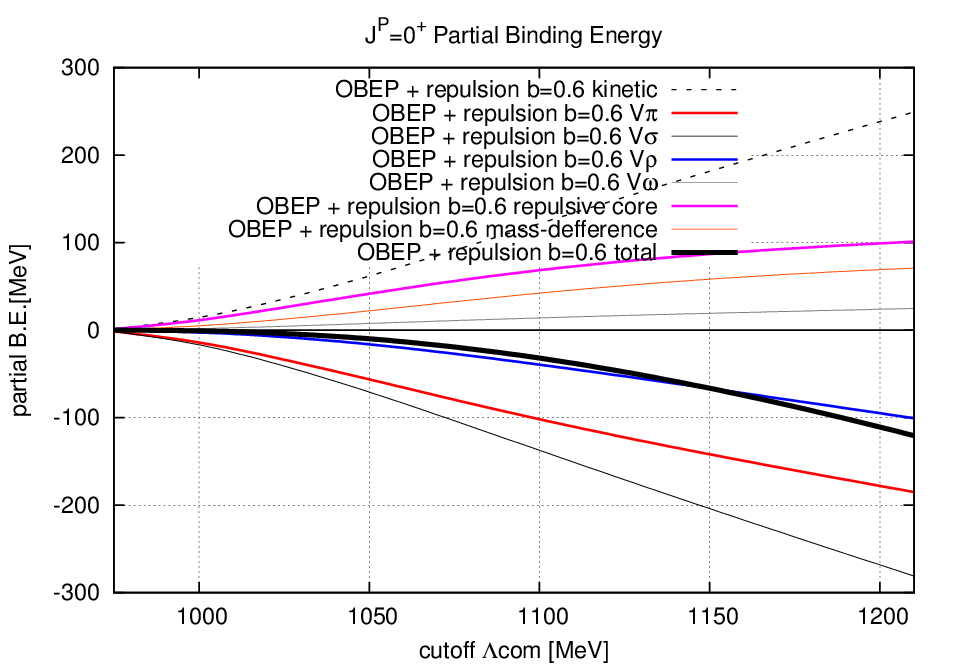 J^P=0^+ Partial Binding Energy
300
200
100
0
-100
-200
-300
partial B.E.[MeV]
OBEP + repulsion b=0.6 kinetic
OBEP + repulsion b=0.6 Vπ
OBEP + repulsion b=0.6 Vσ
OBEP + repulsion b=0.6 Vρ
OBEP + repulsion b=0.6 Vω
OBEP + repulsion b=0.6 repulsive core
OBEP + repulsion b=0.6 mass-defference
OBEP + repulsion b=0.6 total
1000 1050 1100 1150 1200
cutoff Λcom [MeV]